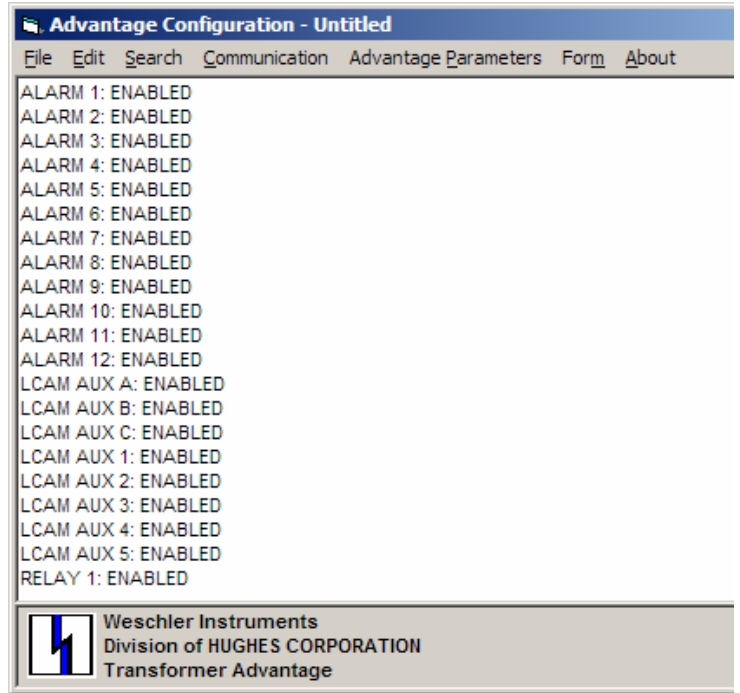 Advantage Configuration - Untitled
File Edit Search Communication Advantage Parameters Form About
ALARM 1: ENABLED
ALARM 2: ENABLED
ALARM 3: ENABLED
ALARM 4: ENABLED
ALARM 5: ENABLED
ALARM 6: ENABLED
ALARM 7: ENABLED
ALARM 8: ENABLED
ALARM 9: ENABLED
ALARM 10: ENABLED
ALARM 11: ENABLED
ALARM 12: ENABLED
LCAM AUX A: ENABLED
LCAM AUX B: ENABLED
LCAM AUX C: ENABLED
LCAM AUX 1: ENABLED
LCAM AUX 2: ENABLED
LCAM AUX 3: ENABLED
LCAM AUX 4: ENABLED
LCAM AUX 5: ENABLED
RELAY 1: ENABLED
Weschler Instruments
Division of HUGHES CORPORATION
Transformer Advantage